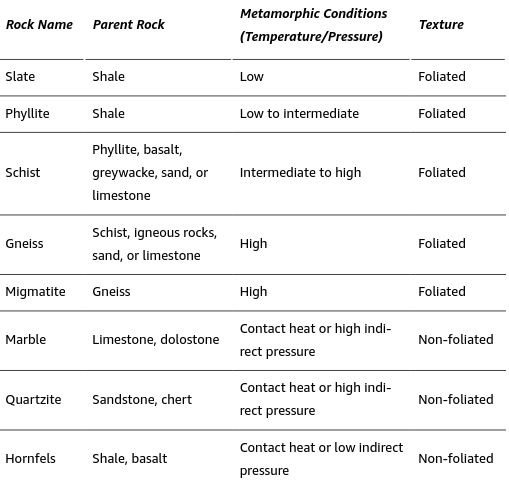 Rock Name Parent Rock Metamorphic Conditions (Temperature/Pressure) Texture
Slate Shale Low Foliated
Phyllite Shale Low to intermediate Foliated
Schist Phyllite, basalt, greywacke, sand, or limestone Intermediate to high Foliated
Gneiss Schist, igneous rocks, sand, or limestone High Foliated
Migmatite Gneiss High Foliated
Marble Limestone, dolostone Contact heat or high indi-rect pressure Non-foliated
Quartzite Sandstone, chert Contact heat or high indi-rect pressure Non-foliated
Hornfels Shale, basalt Contact heat or low indirect pressure Non-foliated